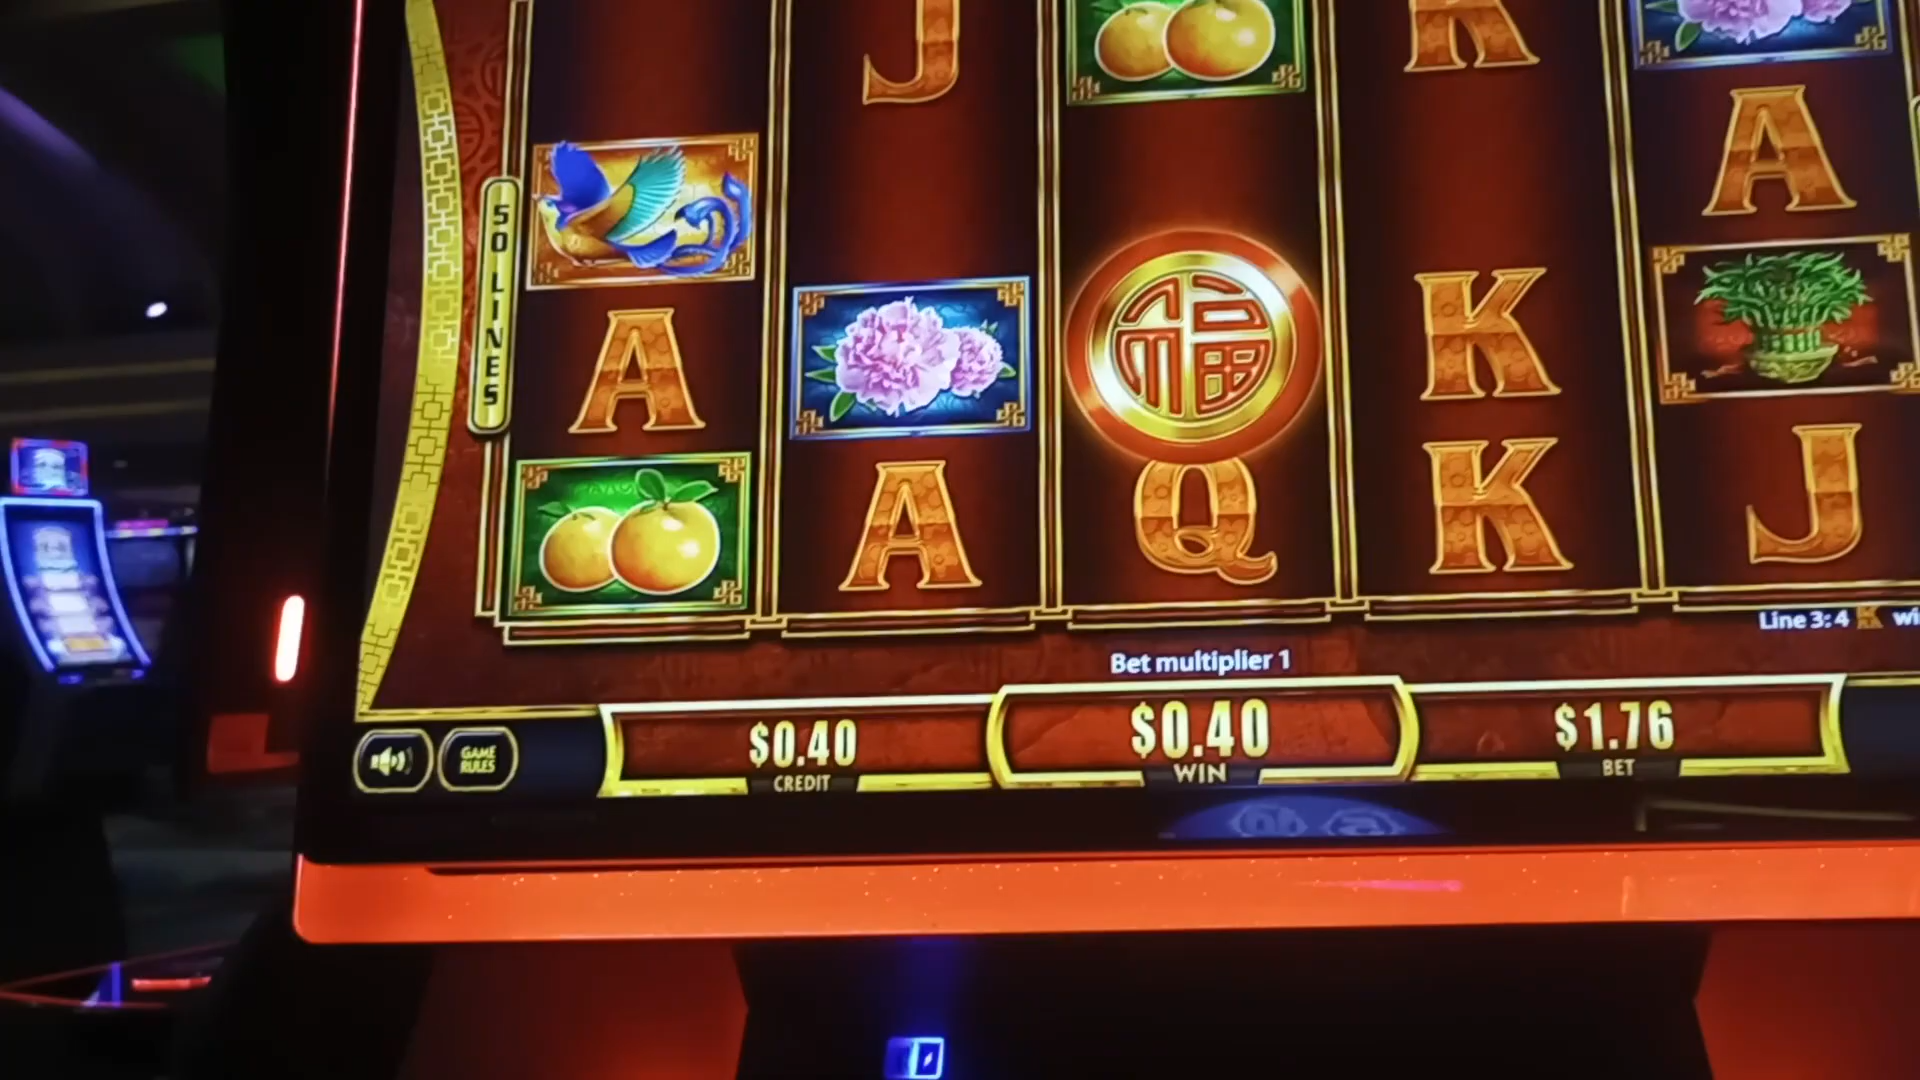 J
K
A
50 LINES
A
福
K
A
Q
K
J
Line 3: 4 K wi
Bet multiplier 1
$0.40
$0.40
$1.76
GAME RULES
CREDIT
WIN
BET